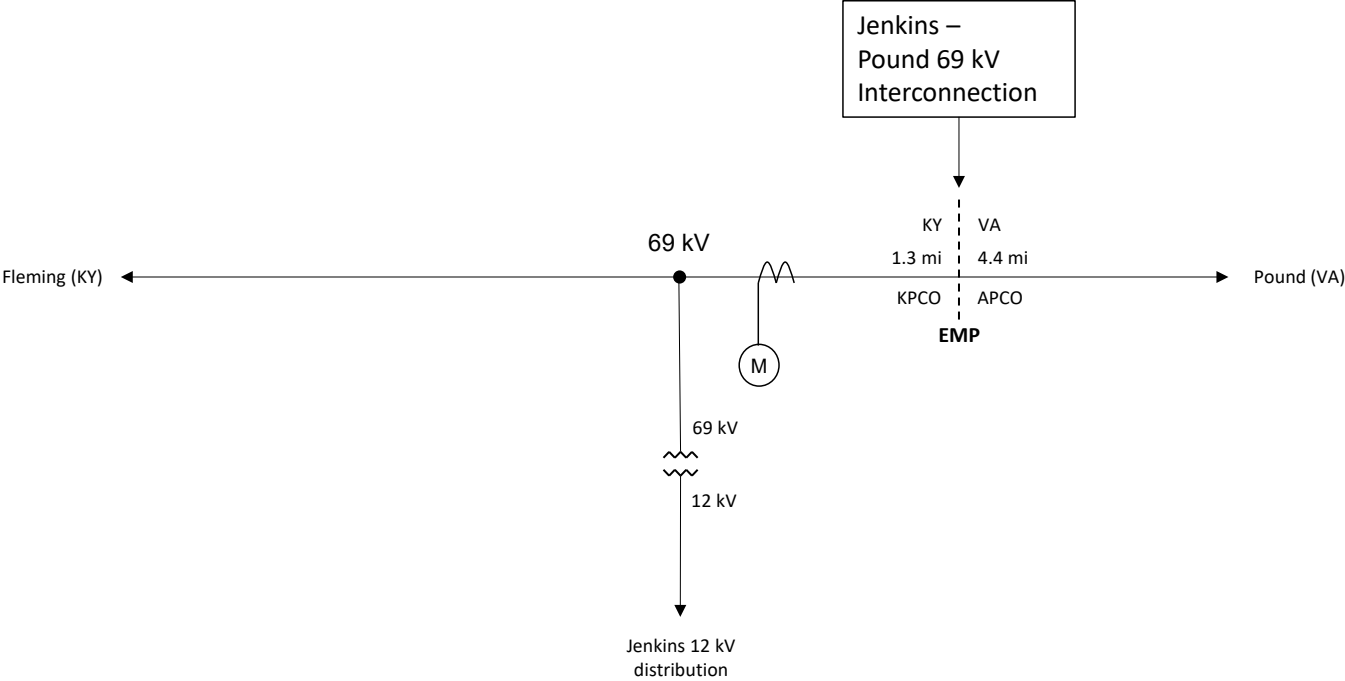 Jenkins –
Pound 69 kV
Interconnection
KY
VA
69 kV
1.3 mi
4.4 mi
Fleming (KY)
Pound (VA)
KPCO
APCO
EMP
M
69 kV
12 kV
Jenkins 12 kV
distribution